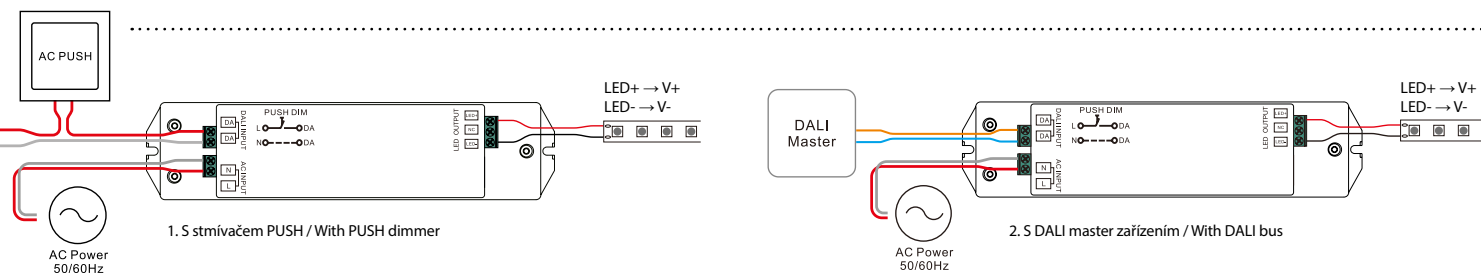 AC PUSH
PUSH DIM
L DA
N DA
DA
DA
DALI INPUT
N
L
AC INPUT
LED OUTPUT
LED+
NC
LED-
LED+ → V+
LED- → V-
AC Power
50/60Hz
1. S stmívačem PUSH / With PUSH dimmer
DALI
Master
PUSH DIM
L DA
N DA
DA
DA
DALI INPUT
N
L
AC INPUT
LED OUTPUT
LED+
NC
LED-
LED+ → V+
LED- → V-
AC Power
50/60Hz
2. S DALI master zařízením / With DALI bus